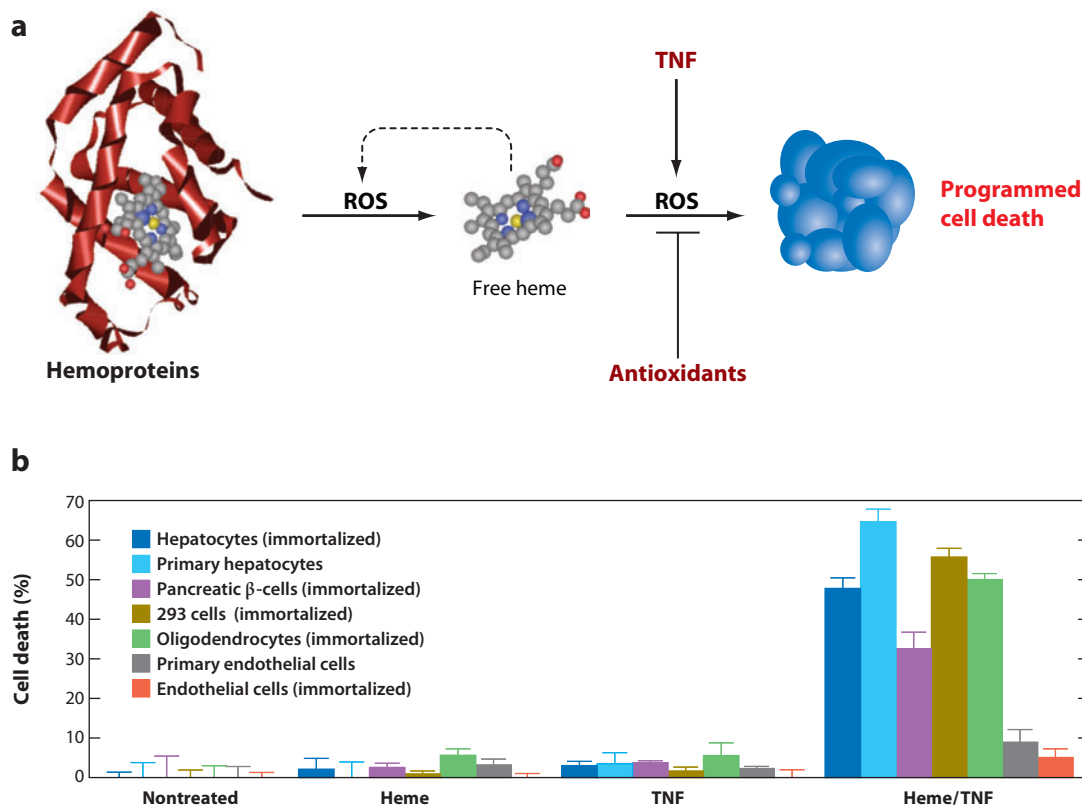 a
TNF
ROS
ROS
Programmed
cell death
Free heme
Hemoproteins
Antioxidants
b
Cell death (%)
70
60
50
40
30
20
10
0
Hepatocytes (immortalized)
Primary hepatocytes
Pancreatic β-cells (immortalized)
293 cells (immortalized)
Oligodendrocytes (immortalized)
Primary endothelial cells
Endothelial cells (immortalized)
Nontreated
Heme
TNF
Heme/TNF